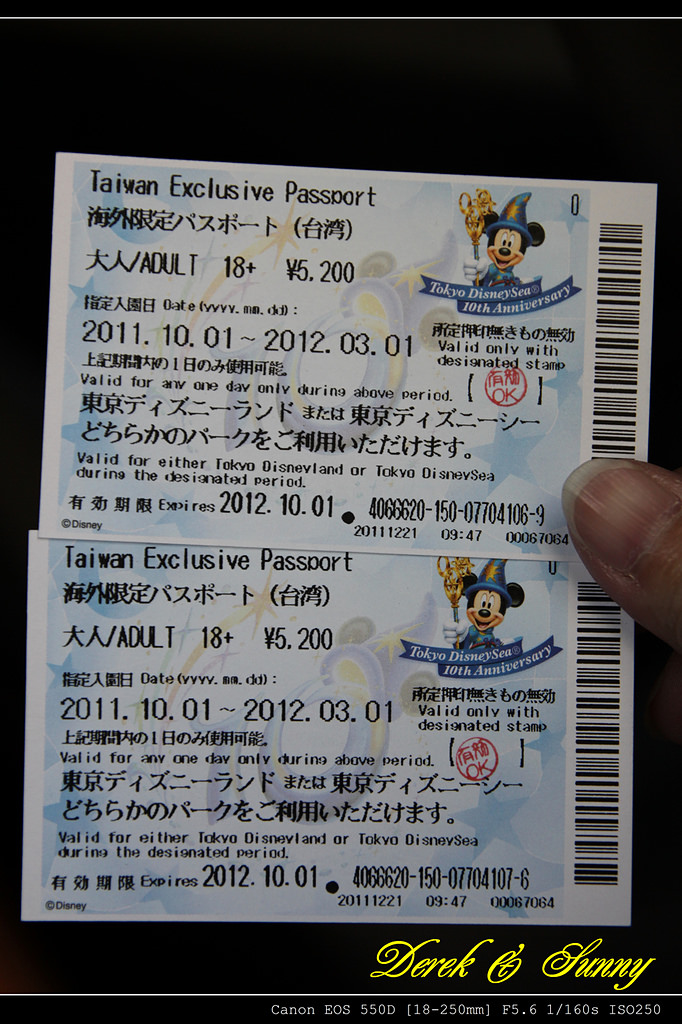 Taiwan Exclusive Passport
0
海外限定パスポート(台湾)
大人/ADULT 18+ ¥5,200
Tokyo DisneySea®
10th Anniversary
指定入園日 Date(yyyy.mm.dd):
2011.10.01 ~ 2012.03.01
所定押印無きもの無効
Valid only with
designated stamp
上記期間内の1日のみ使用可能。
Valid for any one day only during above period.
[有効OK]
東京ディズニーランド または 東京ディズニーシー
どちらかのパークをご利用いただけます。
Valid for either Tokyo Disneyland or Tokyo DisneySea
during the designated period.
有効期限 Expires 2012.10.01 ● 4066620-150-07704106-9
©Disney
20111221 09:47 00067064
Taiwan Exclusive Passport
0
海外限定パスポート(台湾)
大人/ADULT 18+ ¥5,200
Tokyo DisneySea®
10th Anniversary
指定入園日 Date(yyyy.mm.dd):
2011.10.01 ~ 2012.03.01
所定押印無きもの無効
Valid only with
designated stamp
上記期間内の1日のみ使用可能。
Valid for any one day only during above period.
[有効OK]
東京ディズニーランド または 東京ディズニーシー
どちらかのパークをご利用いただけます。
Valid for either Tokyo Disneyland or Tokyo DisneySea
during the designated period.
有効期限 Expires 2012.10.01 ● 4066620-150-07704107-6
©Disney
20111221 09:47 00067064
Derek & Sunny
Canon EOS 550D [18-250mm] F5.6 1/160s ISO250